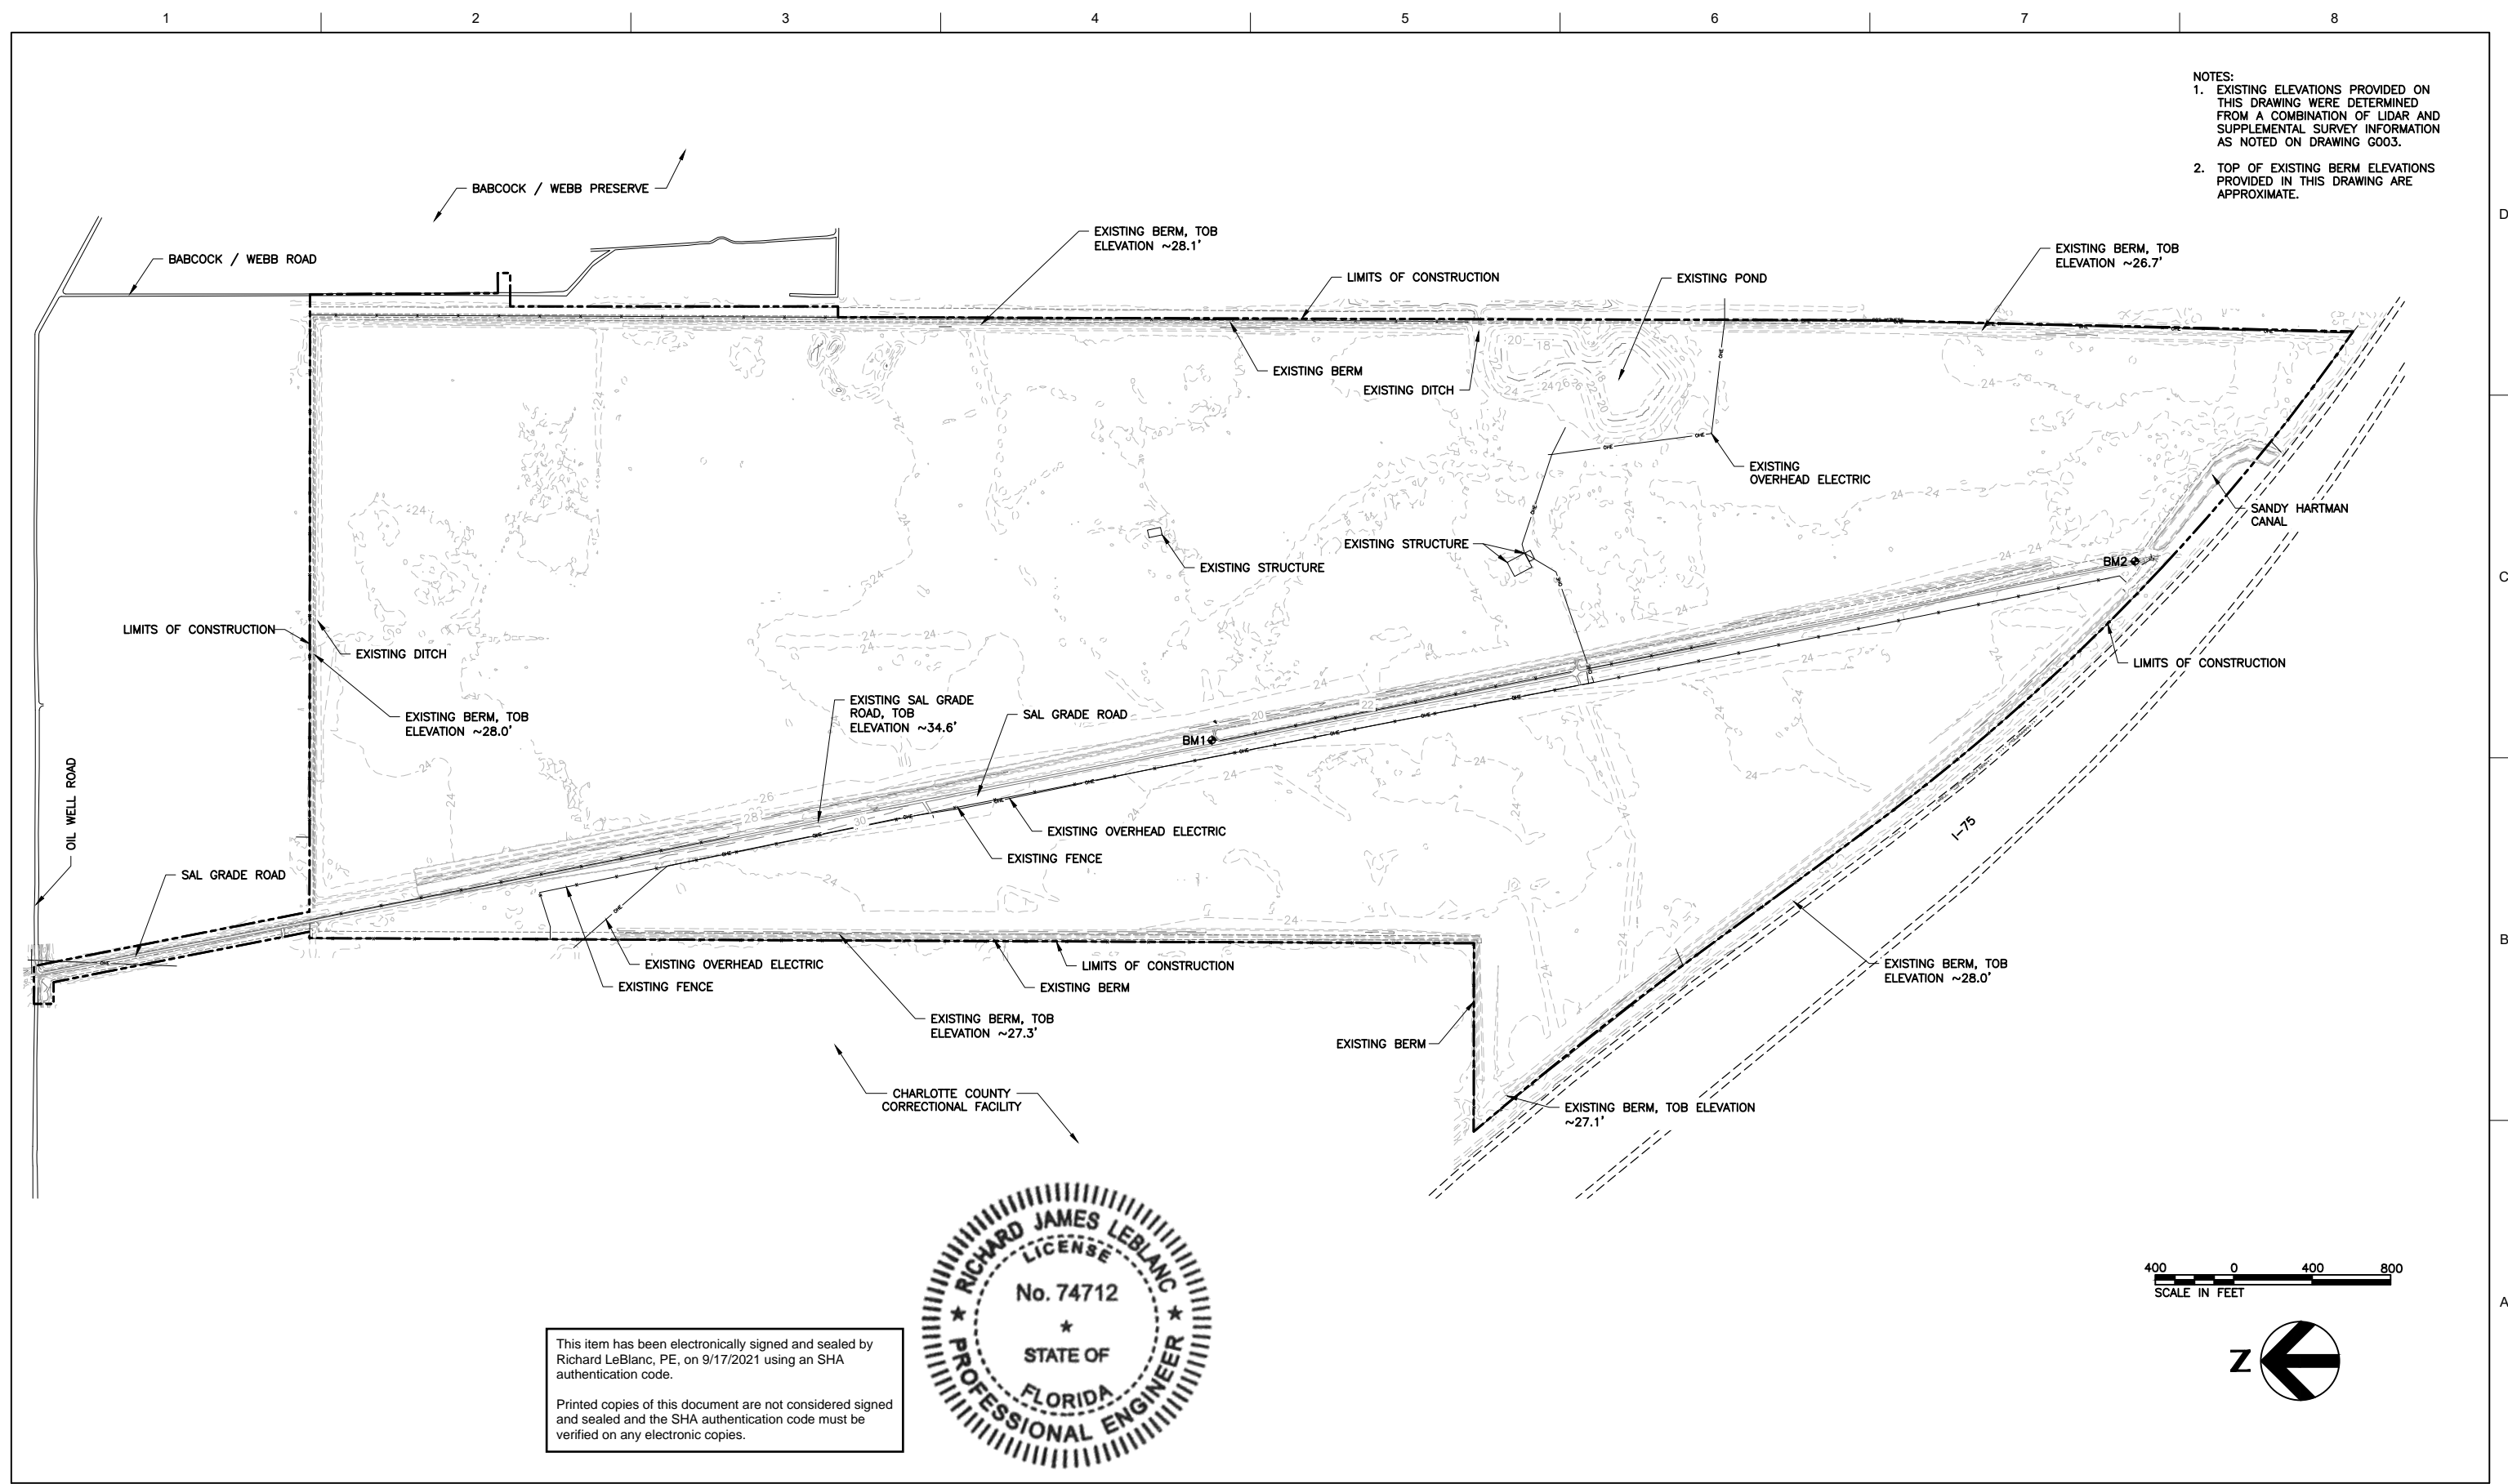 1 2 3 4 5 6 7 8
NOTES:
1. EXISTING ELEVATIONS PROVIDED ON
THIS DRAWING WERE DETERMINED
FROM A COMBINATION OF LIDAR AND
SUPPLEMENTAL SURVEY INFORMATION
AS NOTED ON DRAWING G003.
2. TOP OF EXISTING BERM ELEVATIONS
PROVIDED IN THIS DRAWING ARE
APPROXIMATE.
D
BABCOCK / WEBB PRESERVE
EXISTING BERM, TOB
ELEVATION ~28.1'
EXISTING BERM, TOB
ELEVATION ~26.7'
BABCOCK / WEBB ROAD
LIMITS OF CONSTRUCTION
EXISTING POND
EXISTING BERM
EXISTING DITCH
20
18
24
26
24
EXISTING
OVERHEAD ELECTRIC
SANDY HARTMAN
CANAL
EXISTING STRUCTURE
EXISTING STRUCTURE
BM2
C
LIMITS OF CONSTRUCTION
EXISTING DITCH
LIMITS OF CONSTRUCTION
EXISTING BERM, TOB
ELEVATION ~28.0'
EXISTING SAL GRADE
ROAD, TOB
ELEVATION ~34.6'
SAL GRADE ROAD
BM1
20
22
24
26
28
30
OIL WELL ROAD
EXISTING OVERHEAD ELECTRIC
EXISTING FENCE
I-75
SAL GRADE ROAD
B
EXISTING OVERHEAD ELECTRIC
EXISTING FENCE
LIMITS OF CONSTRUCTION
EXISTING BERM
EXISTING BERM, TOB
ELEVATION ~28.0'
EXISTING BERM, TOB
ELEVATION ~27.3'
EXISTING BERM
CHARLOTTE COUNTY
CORRECTIONAL FACILITY
EXISTING BERM, TOB ELEVATION
~27.1'
RICHARD JAMES LEBLANC
LICENSE
No. 74712
STATE OF
FLORIDA
PROFESSIONAL ENGINEER
400 0 400 800
SCALE IN FEET
A
N
This item has been electronically signed and sealed by
Richard LeBlanc, PE, on 9/17/2021 using an SHA
authentication code.
Printed copies of this document are not considered signed
and sealed and the SHA authentication code must be
verified on any electronic copies.